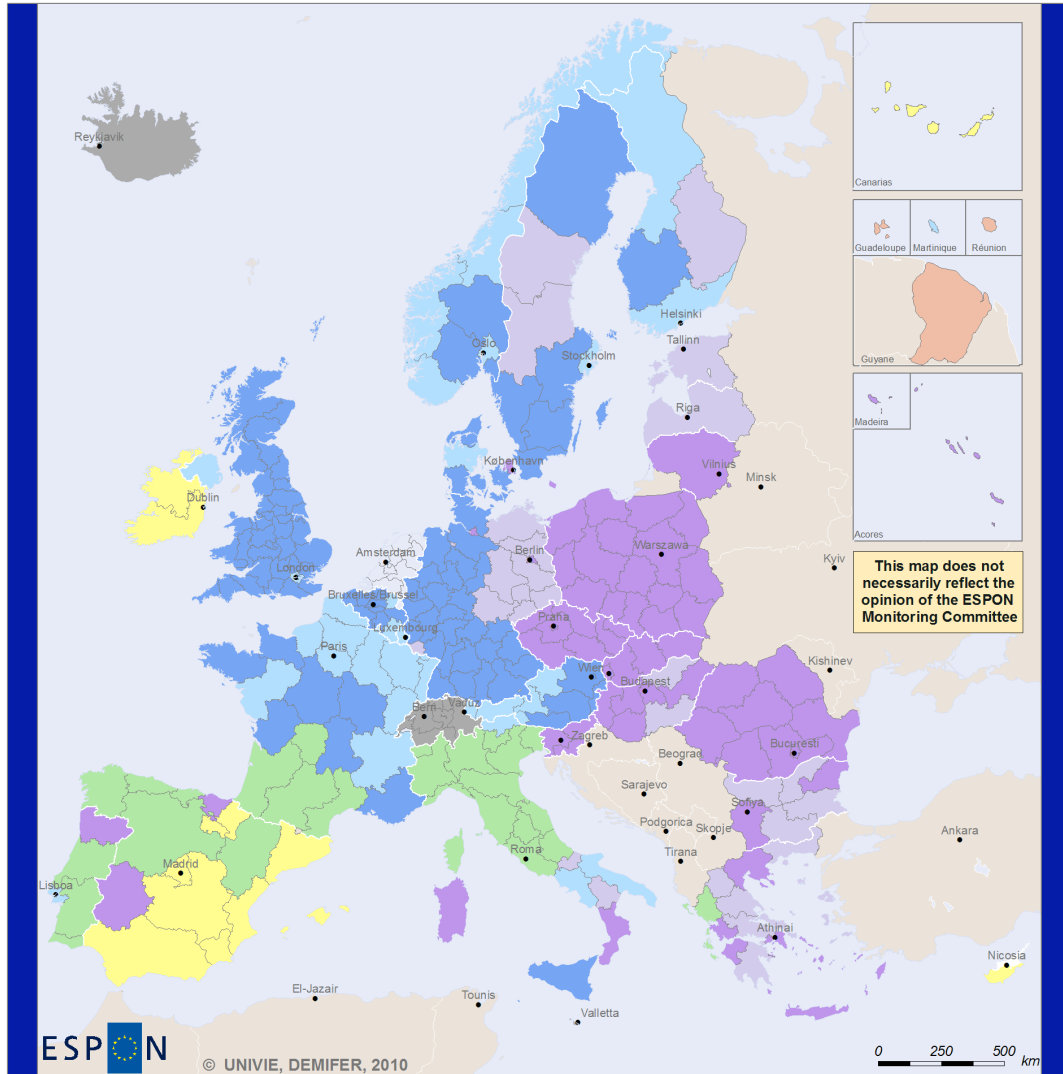 Reykjavik
Canarias
Guadeloupe
Martinique
Réunion
Guyane
Madeira
Acores
This map does not
necessarily reflect the
opinion of the ESPON
Monitoring Committee
Oslo
Helsinki
Tallinn
Stockholm
Riga
København
Vilnius
Minsk
Dublin
London
Amsterdam
Berlin
Warszawa
Kyiv
Bruxelles/Brussel
Luxembourg
Praha
Paris
Wien
Budapest
Kishinev
Bern
Vaduz
Zagreb
Beograd
Bucuresti
Sarajevo
Sofiya
Podgorica
Skopje
Tirana
Ankara
Roma
Madrid
Lisboa
Athinai
Nicosia
El-Jazair
Tounis
Valletta
ESPON
© UNIVIE, DEMIFER, 2010
0 250 500
km